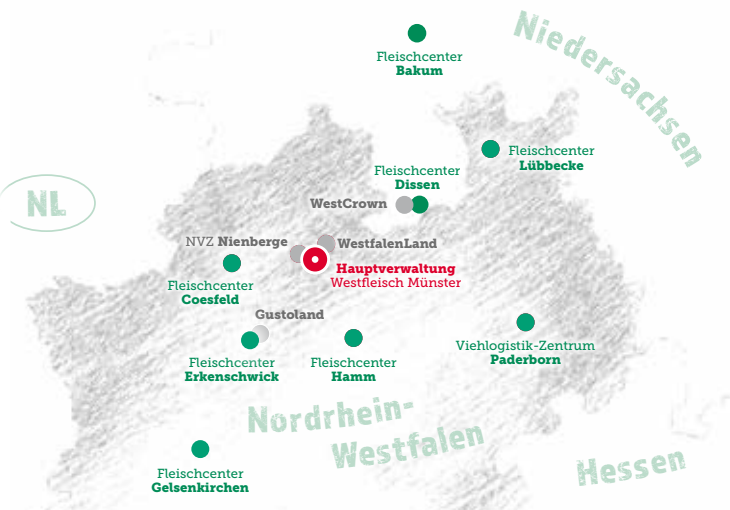 Fleischcenter
Bakum
Niedersachsen
Fleischcenter
Lübbecke
Fleischcenter
Dissen
WestCrown
NL
NVZ Nienberge
WestfalenLand
Hauptverwaltung
Westfleisch Münster
Fleischcenter
Coesfeld
Gustoland
Fleischcenter
Erkenschwick
Fleischcenter
Hamm
Viehlogistik-Zentrum
Paderborn
Nordrhein-
Westfalen
Hessen
Fleischcenter
Gelsenkirchen